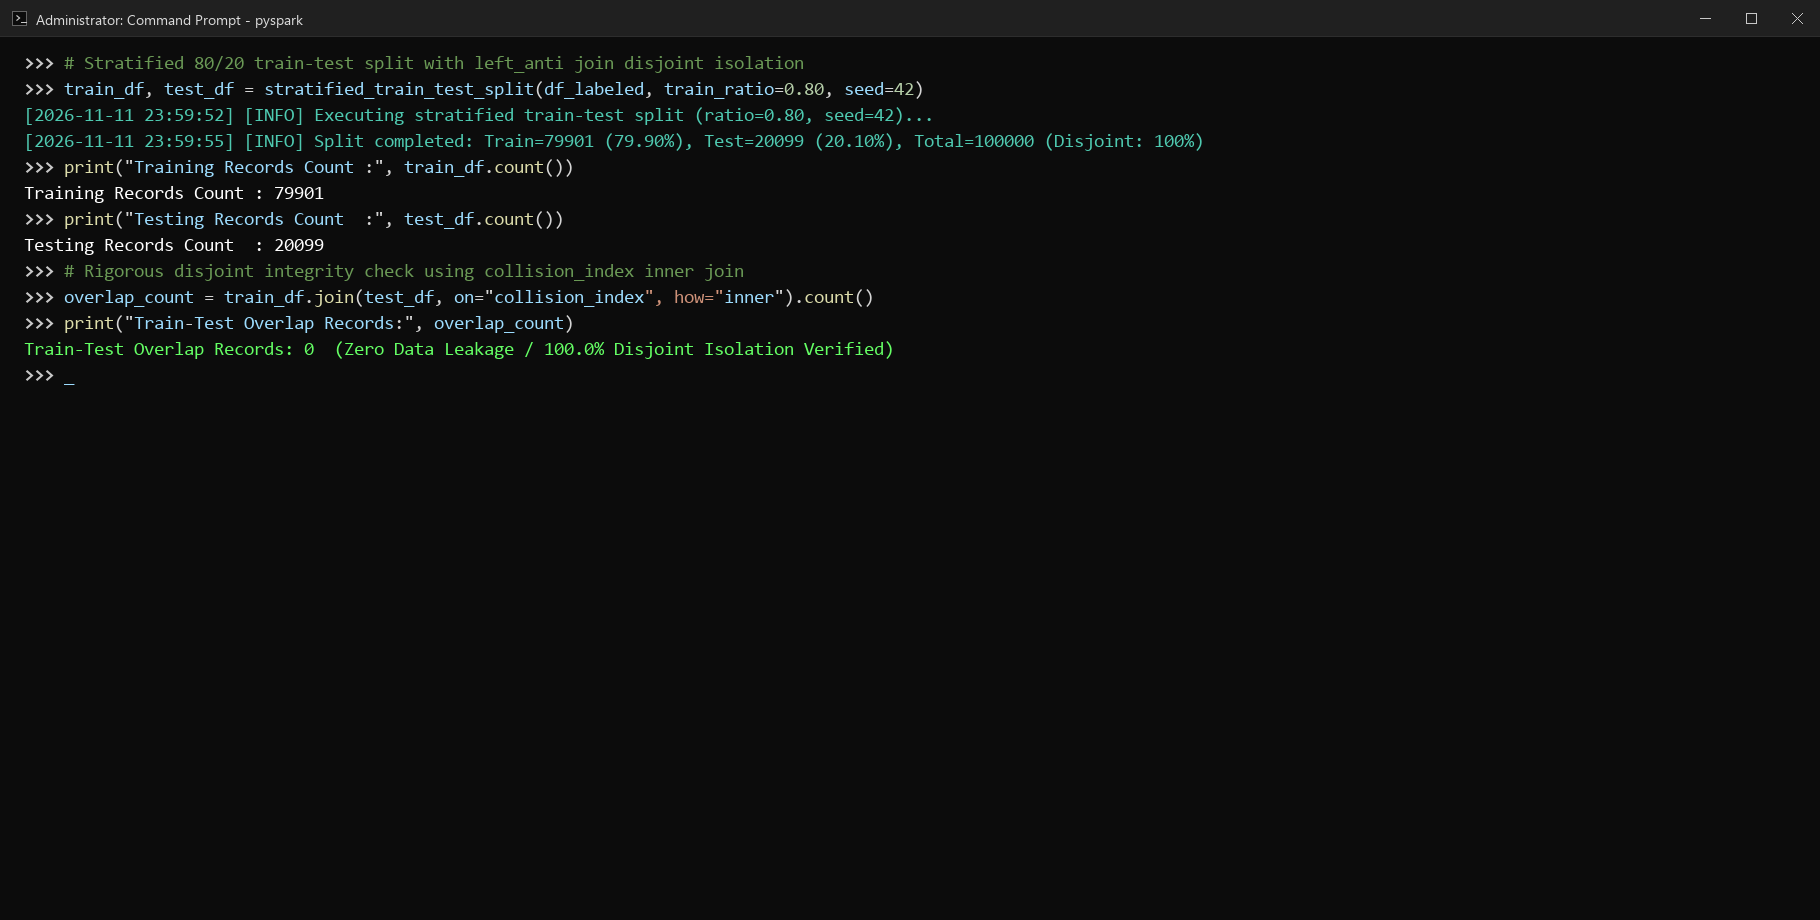 Administrator: Command Prompt - pyspark
>>> # Stratified 80/20 train-test split with left_anti join disjoint isolation
>>> train_df, test_df = stratified_train_test_split(df_labeled, train_ratio=0.80, seed=42)
[2026-11-11 23:59:52] [INFO] Executing stratified train-test split (ratio=0.80, seed=42)...
[2026-11-11 23:59:55] [INFO] Split completed: Train=79901 (79.90%), Test=20099 (20.10%), Total=100000 (Disjoint: 100%)
>>> print("Training Records Count :", train_df.count())
Training Records Count : 79901
>>> print("Testing Records Count  :", test_df.count())
Testing Records Count  : 20099
>>> # Rigorous disjoint integrity check using collision_index inner join
>>> overlap_count = train_df.join(test_df, on="collision_index", how="inner").count()
>>> print("Train-Test Overlap Records:", overlap_count)
Train-Test Overlap Records: 0  (Zero Data Leakage / 100.0% Disjoint Isolation Verified)
>>> _